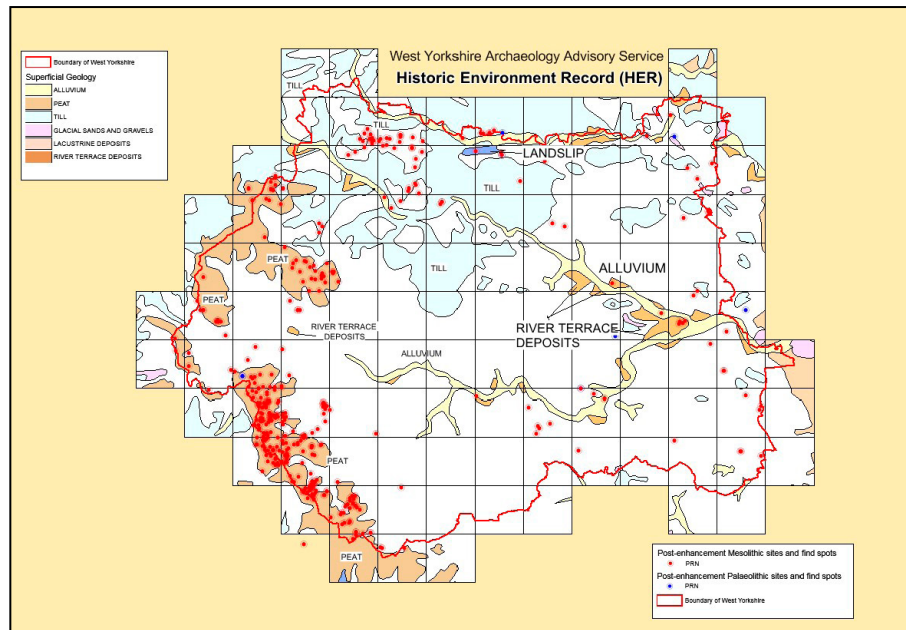 West Yorkshire Archaeology Advisory Service
Historic Environment Record (HER)
Boundary of West Yorkshire
Superficial Geology
ALLUVIUM
PEAT
TILL
GLACIAL SANDS AND GRAVELS
LACUSTRINE DEPOSITS
RIVER TERRACE DEPOSITS
TILL
TILL
LANDSLIP
TILL
PEAT
TILL
ALLUVIUM
PEAT
RIVER TERRACE
DEPOSITS
RIVER TERRACE
DEPOSITS
ALLUVIUM
PEAT
PEAT
Post-enhancement Mesolithic sites and find spots
PRN
Post-enhancement Palaeolithic sites and find spots
PRN
Boundary of West Yorkshire